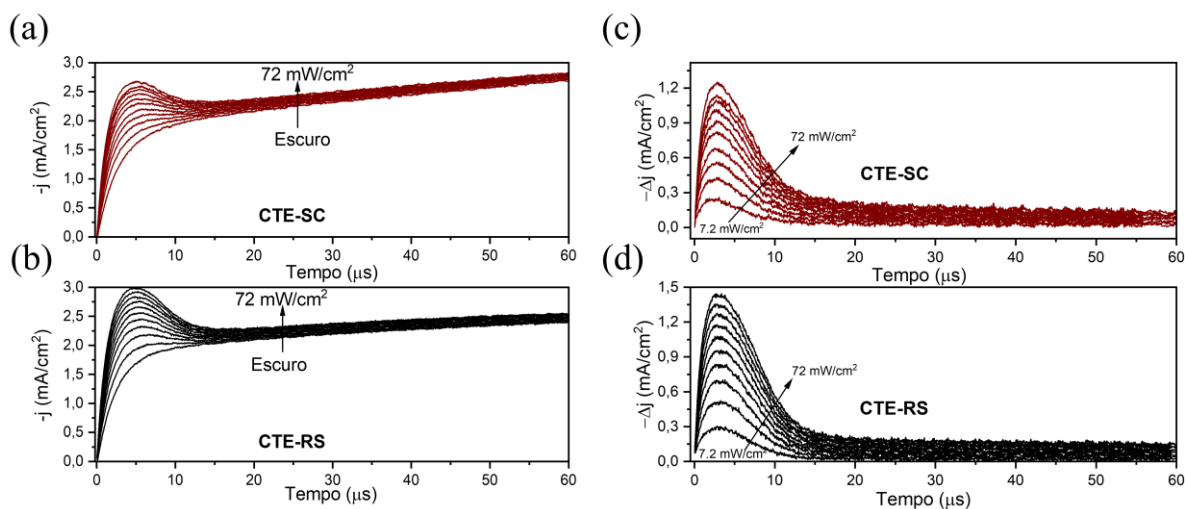 (a)
3,0
2,5
2,0
1,5
1,0
0,5
0,0
-j (mA/cm²)
72 mW/cm²
Escuro
CTE-SC
0 10 20 30 40 50 60
Tempo (μs)
(b)
3,0
2,5
2,0
1,5
1,0
0,5
0,0
-j (mA/cm²)
72 mW/cm²
Escuro
CTE-RS
0 10 20 30 40 50 60
Tempo (μs)
(c)
1,2
0,9
0,6
0,3
0,0
−Δj (mA/cm²)
72 mW/cm²
CTE-SC
7.2 mW/cm²
0 10 20 30 40 50 60
Tempo (μs)
(d)
1,5
1,2
0,9
0,6
0,3
0,0
−Δj (mA/cm²)
72 mW/cm²
CTE-RS
7.2 mW/cm²
0 10 20 30 40 50 60
Tempo (μs)